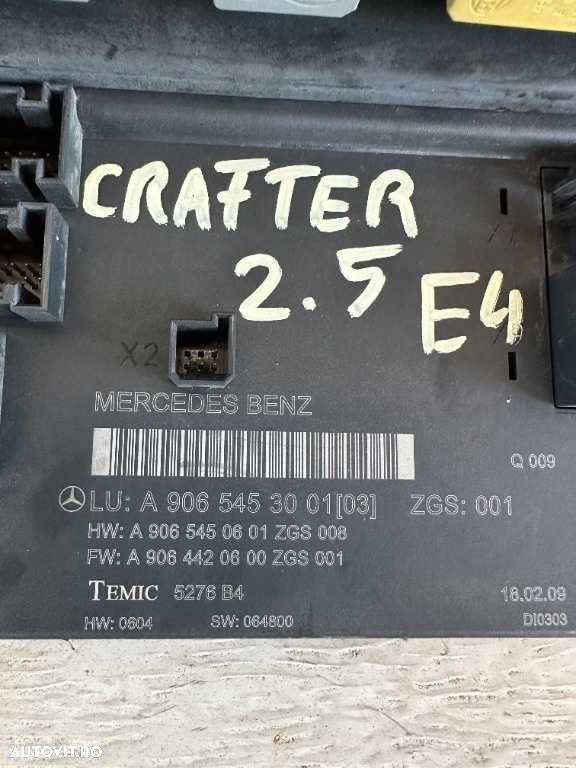 CRAFTER
2.5 E4
X2
MERCEDES BENZ
Q 009
LU: A 906 545 30 01[03] ZGS: 001
HW: A 906 545 06 01 ZGS 008
FW: A 906 442 06 00 ZGS 001
TEMIC 5276 B4 18.02.09
HW: 0604 SW: 064800 DI0303
AUTOVIT.RO